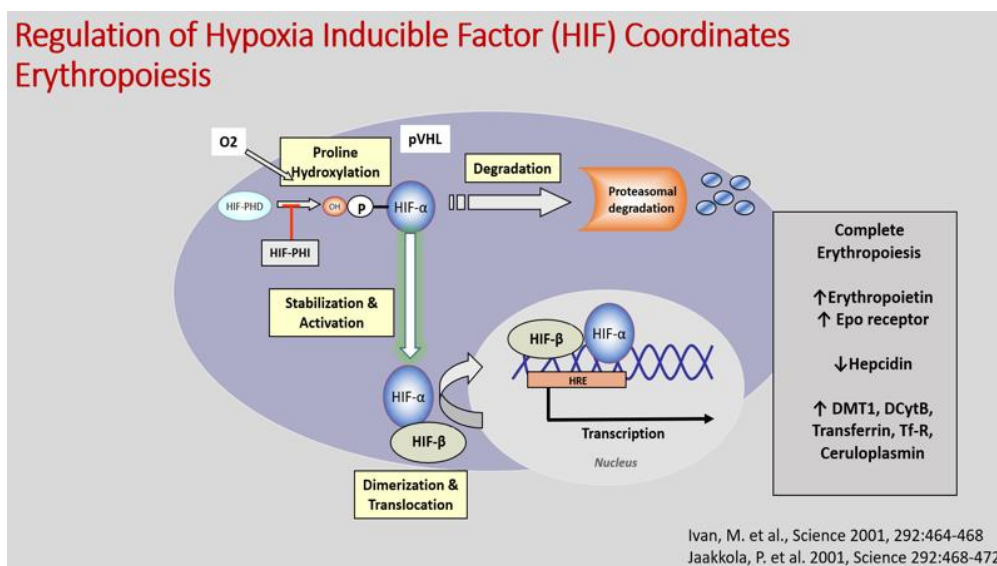 Regulation of Hypoxia Inducible Factor (HIF) Coordinates
Erythropoiesis
O2
Proline
Hydroxylation
pVHL
Degradation
HIF-PHD
OH
P
HIF-α
Proteasomal
degradation
HIF-PHI
Stabilization &
Activation
HIF-α
HIF-β
Dimerization &
Translocation
HIF-β
HIF-α
HRE
Transcription
Nucleus
Complete
Erythropoiesis
↑Erythropoietin
↑ Epo receptor
↓Hepcidin
↑ DMT1, DCytB,
Transferrin, Tf-R,
Ceruloplasmin
Ivan, M. et al., Science 2001, 292:464-468
Jaakkola, P. et al. 2001, Science 292:468-472